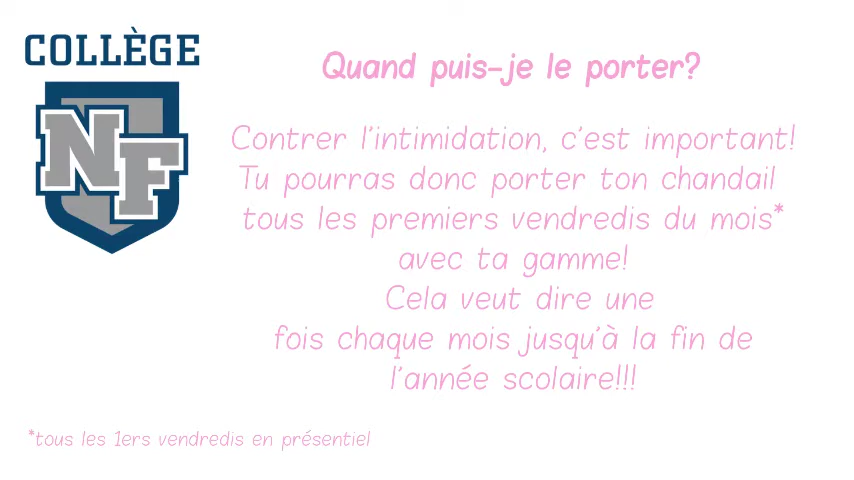 COLLÈGE
NF
Quand puis-je le porter?
Contrer l'intimidation, c'est important!
Tu pourras donc porter ton chandail
tous les premiers vendredis du mois*
avec ta gamme!
Cela veut dire une
fois chaque mois jusqu'à la fin de
l'année scolaire!!!
*tous les 1ers vendredis en présentiel